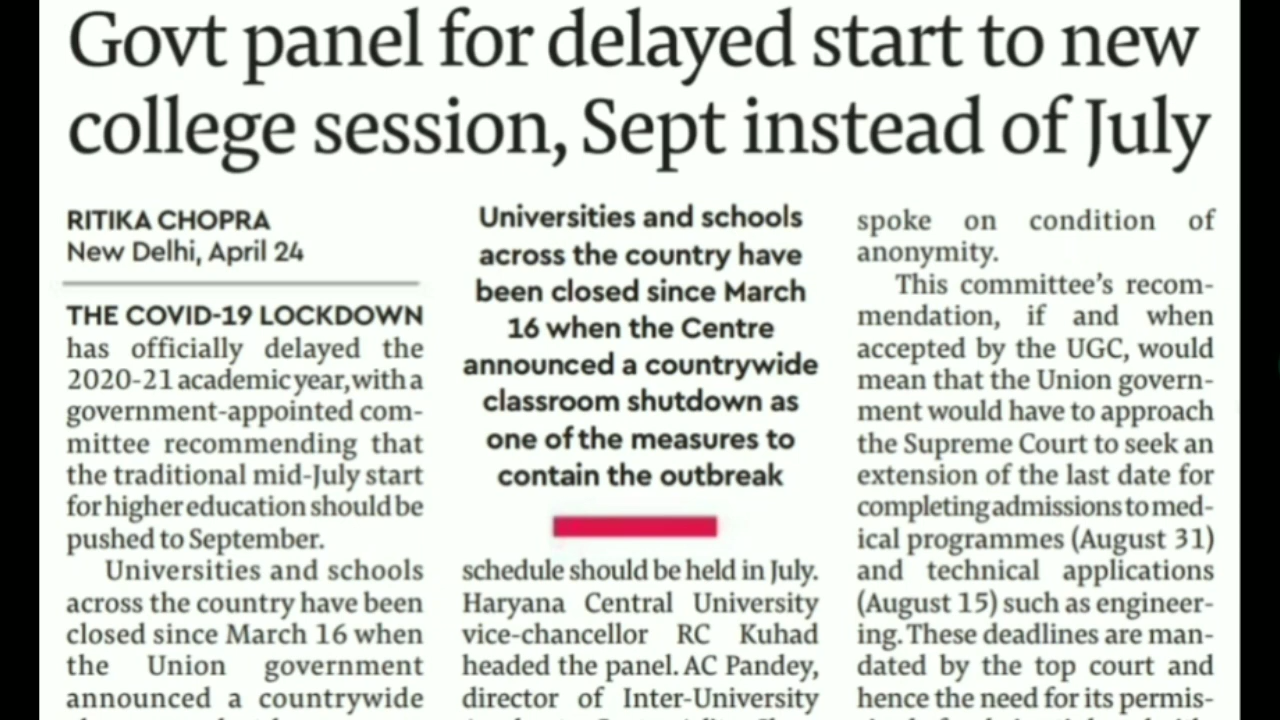 Govt panel for delayed start to new
college session, Sept instead of July
RITIKA CHOPRA
New Delhi, April 24
THE COVID-19 LOCKDOWN
has officially delayed the
2020-21 academic year, with a
government-appointed com-
mittee recommending that
the traditional mid-July start
for higher education should be
pushed to September.
Universities and schools
across the country have been
closed since March 16 when
the Union government
announced a countrywide
Universities and schools
across the country have
been closed since March
16 when the Centre
announced a countrywide
classroom shutdown as
one of the measures to
contain the outbreak
schedule should be held in July.
Haryana Central University
vice-chancellor RC Kuhad
headed the panel. AC Pandey,
director of Inter-University
spoke on condition of
anonymity.
This committee's recom-
mendation, if and when
accepted by the UGC, would
mean that the Union govern-
ment would have to approach
the Supreme Court to seek an
extension of the last date for
completing admissions to med-
ical programmes (August 31)
and technical applications
(August 15) such as engineer-
ing. These deadlines are man-
dated by the top court and
hence the need for its permis-